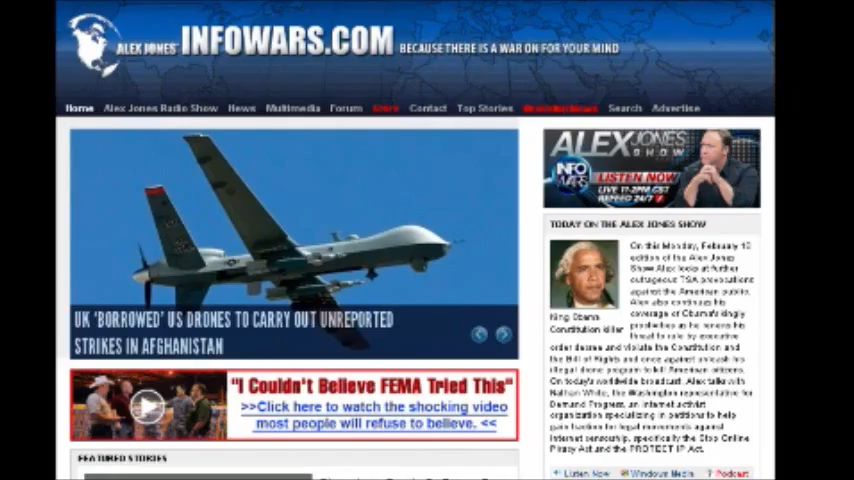 ALEX JONES' INFOWARS.COM BECAUSE THERE IS A WAR ON FOR YOUR MIND
Home Alex Jones Radio Show News Multimedia Forum Contact Top Stories Search Advertise
UK 'BORROWED' US DRONES TO CARRY OUT UNREPORTED
STRIKES IN AFGHANISTAN
"I Couldn't Believe FEMA Tried This"
>>Click here to watch the shocking video
most people will refuse to believe. <<
FEATURED STORIES
ALEX JONES
SHOW
INFO
WARS
LISTEN NOW
LIVE 11-2PM CST
REPEED 24/7
TODAY ON THE ALEX JONES SHOW
On this Monday, February 13
edition of the Alex Jones
Show Alex looks at further
outrageous TSA provocations
against the American public.
Alex also continues his
coverage of Obama's kingly
proclivities as he renews his
threat to rule by executive
King Obama
Constitution killer
order decree and violate the Constitution and
the Bill of Rights and once against unleash his
illegal drone program to kill American citizens.
On today's worldwide broadcast, Alex talks with
Nathan White, the Washington representative for
Demand Progress, an internet activist
organization specializing in petitions to help
gain traction for legal movements against
internet censorship, specifically the Stop Online
Piracy Act and the PROTECT IP Act.
Listen Now Windows Media Podcast